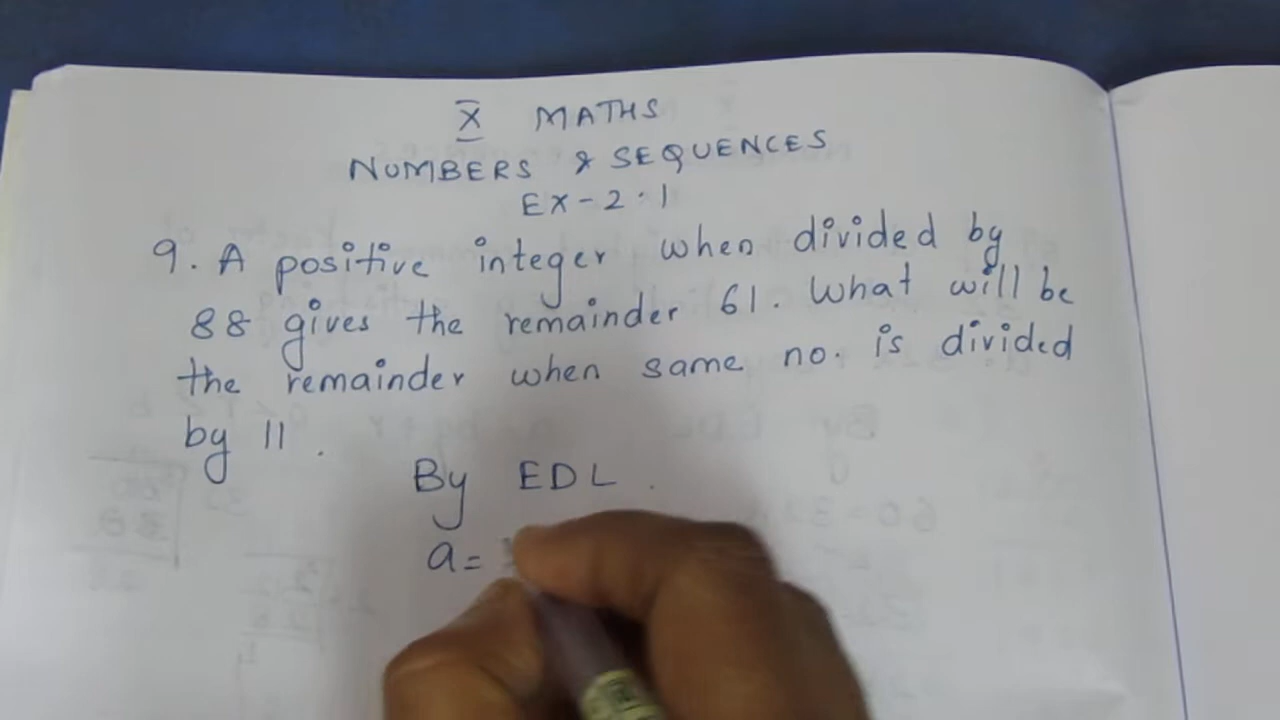 X MATHS
NUMBERS & SEQUENCES
EX-2.1
9. A positive integer when divided by
88 gives the remainder 61. What will be
the remainder when same no. is divided
by 11.
By EDL.
a =